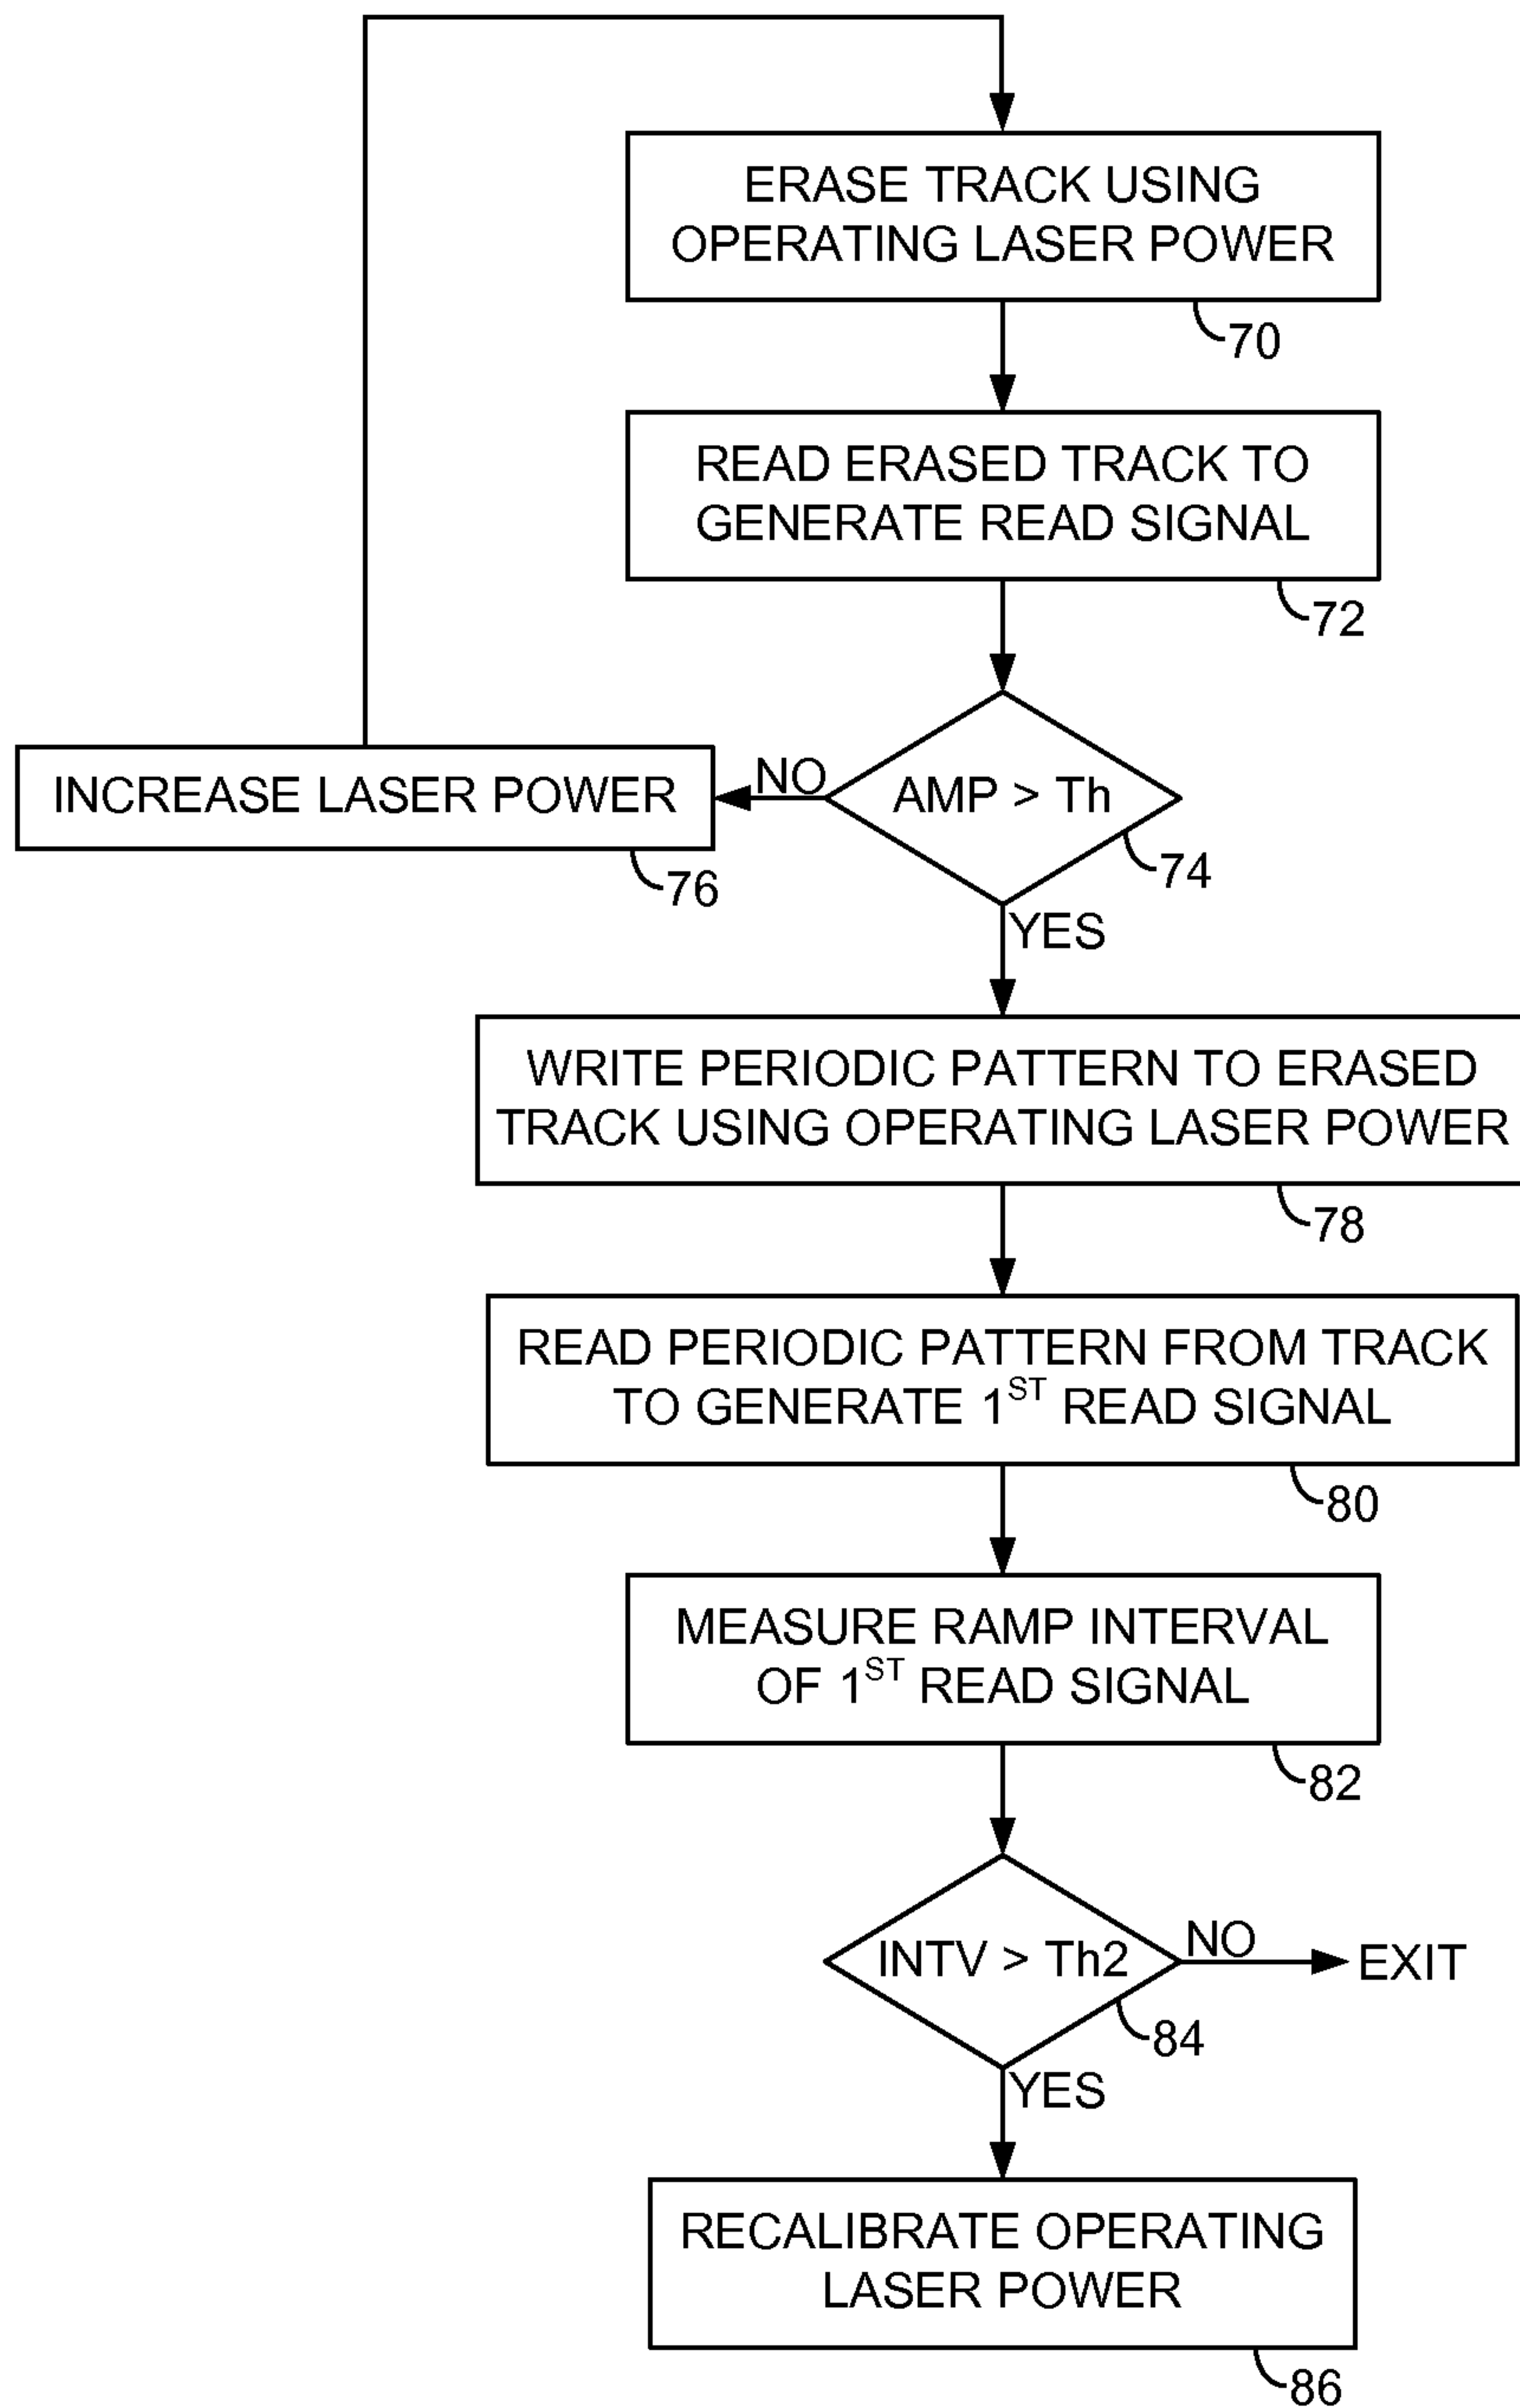 ERASE TRACK USING
OPERATING LASER POWER
70
READ ERASED TRACK TO
GENERATE READ SIGNAL
72
INCREASE LASER POWER
76
NO
AMP > Th
74
YES
WRITE PERIODIC PATTERN TO ERASED
TRACK USING OPERATING LASER POWER
78
READ PERIODIC PATTERN FROM TRACK
TO GENERATE 1ST READ SIGNAL
80
MEASURE RAMP INTERVAL
OF 1ST READ SIGNAL
82
INTV > Th2
NO
EXIT
84
YES
RECALIBRATE OPERATING
LASER POWER
86